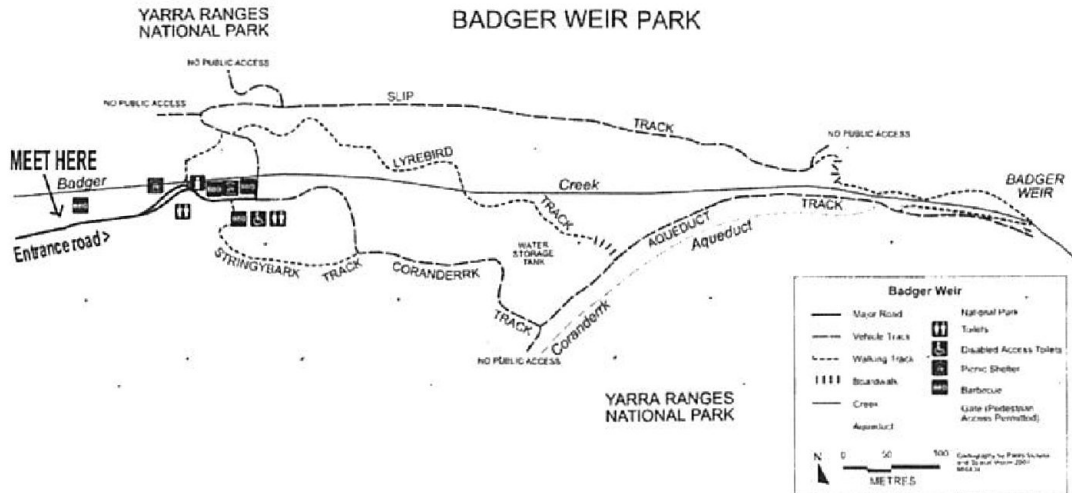 YARRA RANGES
NATIONAL PARK
BADGER WEIR PARK
NO PUBLIC ACCESS
NO PUBLIC ACCESS
SLIP
TRACK
NO PUBLIC ACCESS
MEET HERE
Badger
LYREBIRD
Creek
BADGER
WEIR
TRACK
TRACK
AQUEDUCT
Aqueduct
Entrance road >
WATER
STORAGE
TANK
STRINGYBARK
TRACK
CORANDERRK
TRACK
Coranderrk
NO PUBLIC ACCESS
YARRA RANGES
NATIONAL PARK
Badger Weir
Major Road
Vehicle Track
Walking Track
Boardwalk
Creek
Aqueduct
National Park
Toilets
Disabled Access Toilets
Picnic Shelter
Barbecue
Gate (Pedestrian
Access Permitted)
N
0 50 100
METRES